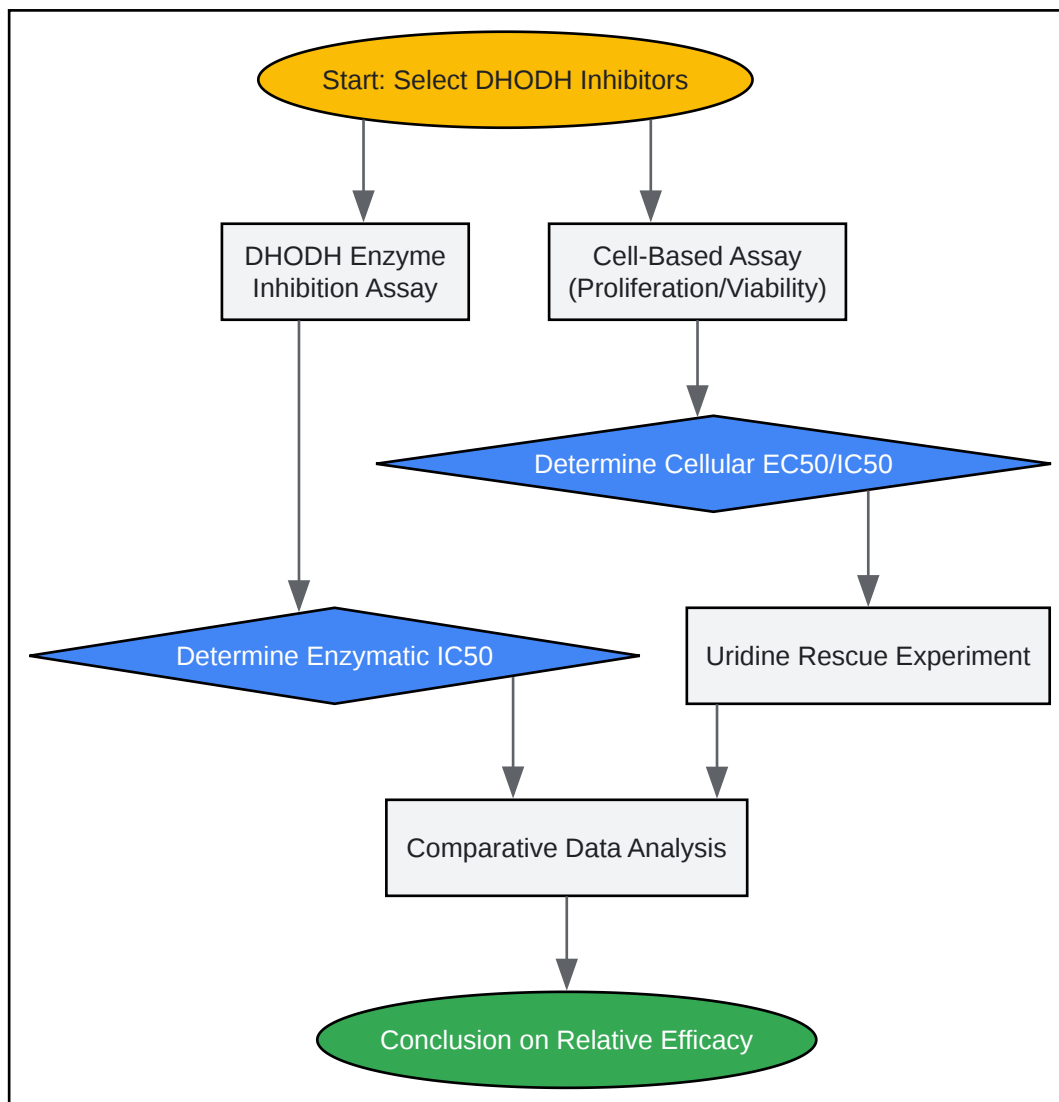 Start: Select DHODH Inhibitors
DHODH Enzyme
Inhibition Assay
Cell-Based Assay
(Proliferation/Viability)
Determine Cellular EC50/IC50
Determine Enzymatic IC50
Uridine Rescue Experiment
Comparative Data Analysis
Conclusion on Relative Efficacy